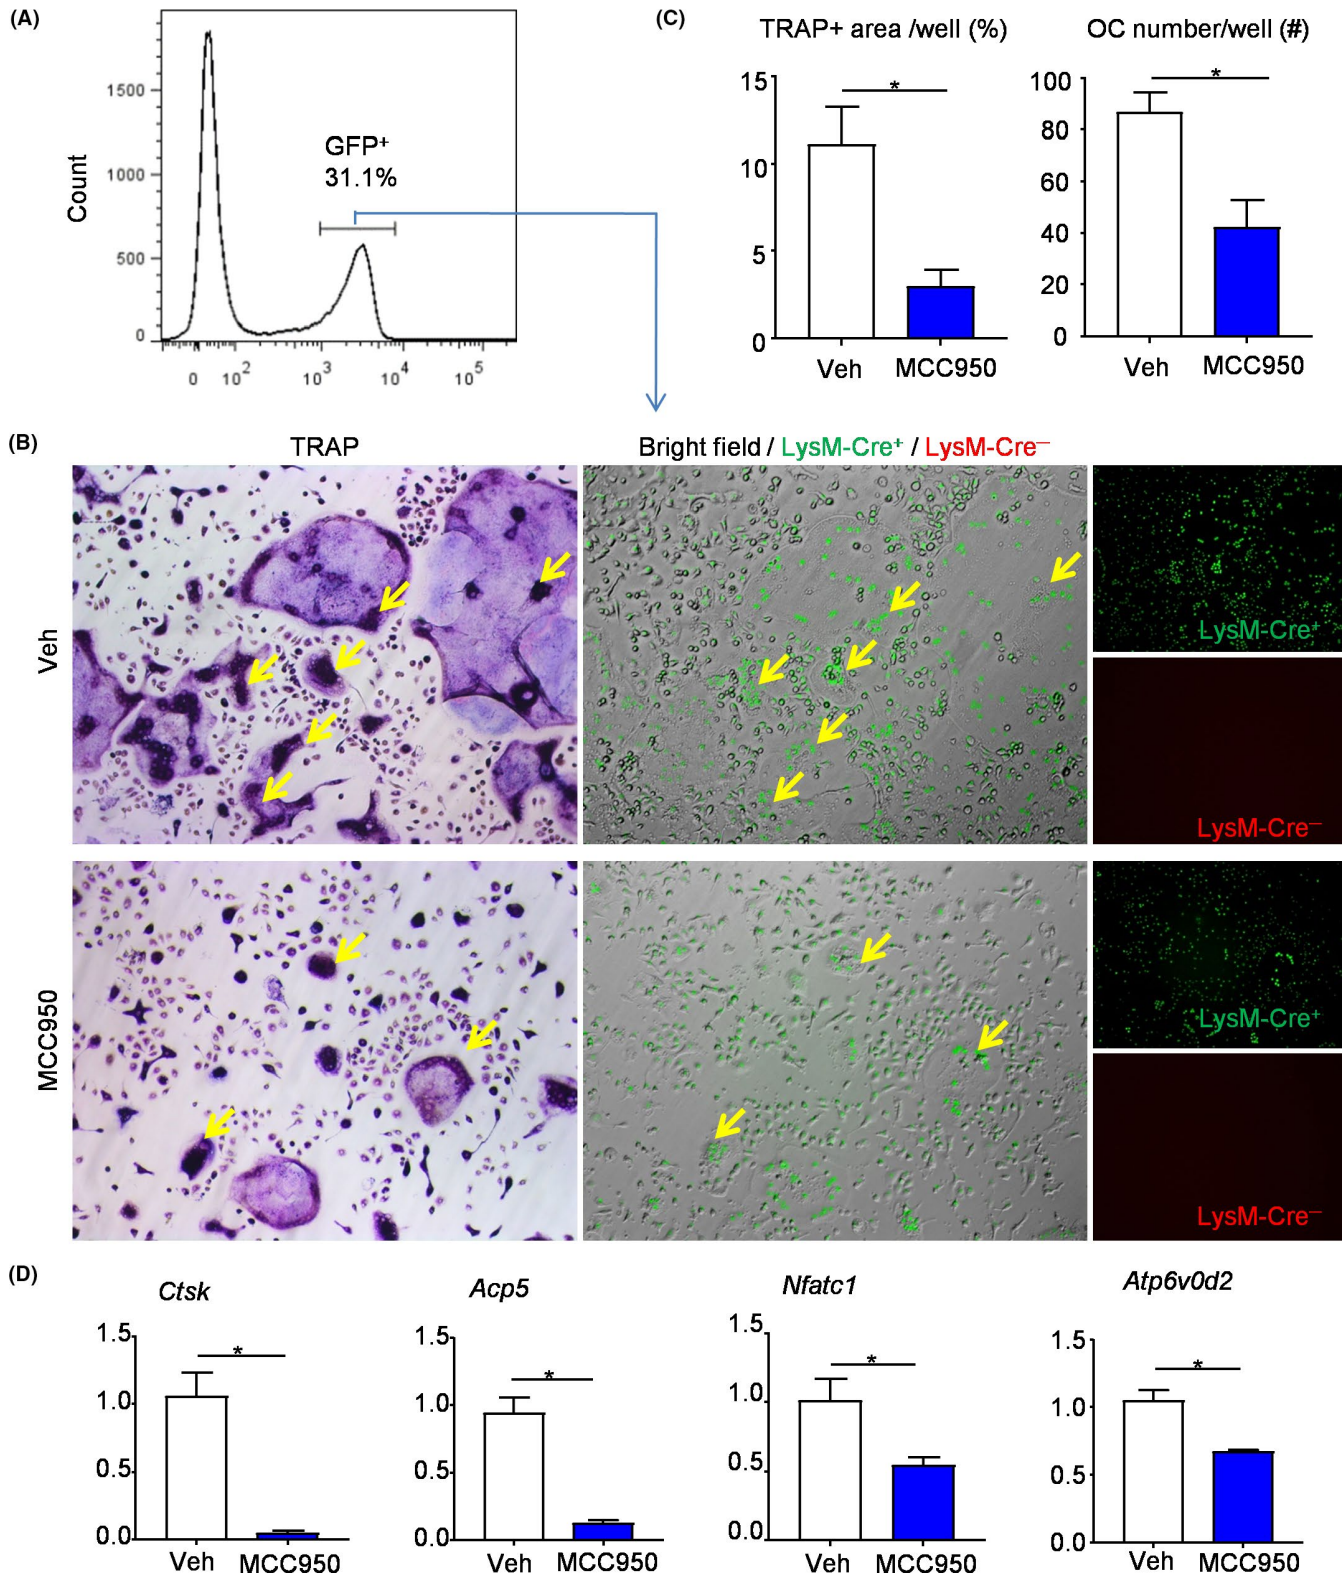 (A)
Count
1500
1000
500
0
GFP⁺
31.1%
0 10² 10³ 10⁴ 10⁵
(C)
TRAP+ area /well (%)
15
10
5
0
*
Veh MCC950
OC number/well (#)
100
80
60
40
20
0
*
Veh MCC950
(B)
TRAP
Bright field / LysM-Cre⁺ / LysM-Cre⁻
Veh
LysM-Cre⁺
LysM-Cre⁻
MCC950
LysM-Cre⁺
LysM-Cre⁻
(D)
Ctsk
1.5
1.0
0.5
0.0
*
Veh MCC950
Acp5
1.5
1.0
0.5
0.0
*
Veh MCC950
Nfatc1
1.5
1.0
0.5
0.0
*
Veh MCC950
Atp6v0d2
1.5
1.0
0.5
0.0
*
Veh MCC950